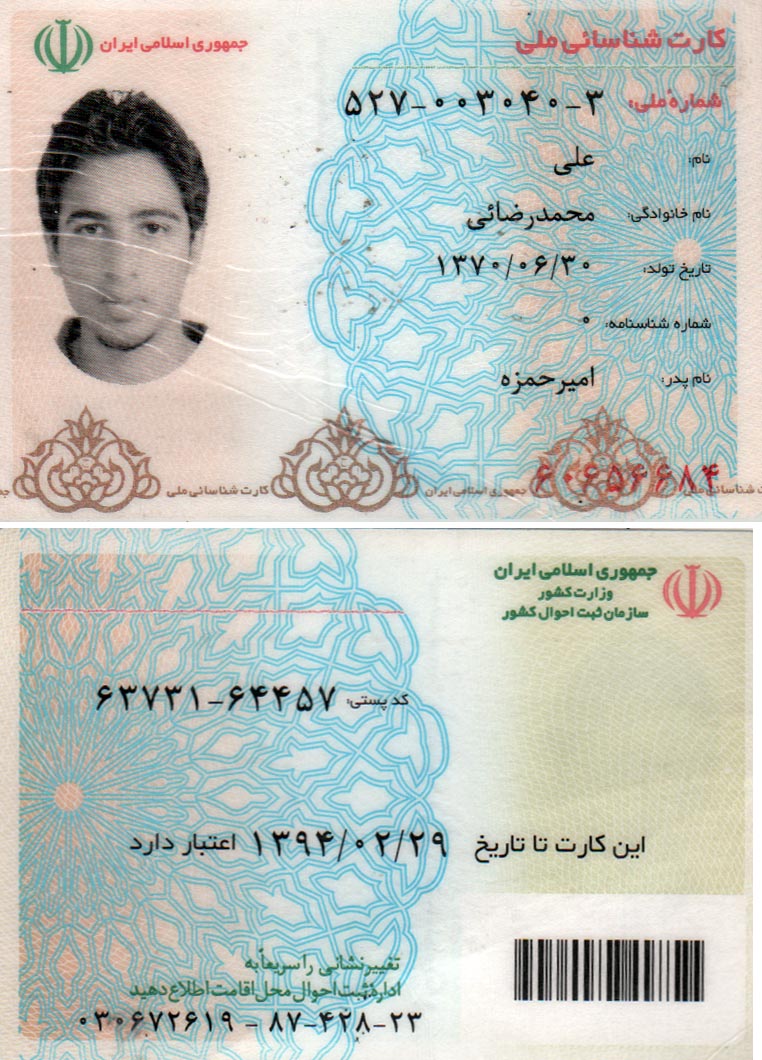 جمهوری اسلامی ایران
کارت شناسائی ملی
شماره ملی: ۵۲۷-۰۰۳۰۴۰-۳
نام: علی
نام خانوادگی: محمدرضائی
تاریخ تولد: ۱۳۷۰/۰۶/۳۰
شماره شناسنامه: ۰
نام پدر: امیرحمزه
کارت شناسائی ملی جمهوری اسلامی ایران کارت شناسائی ملی
جمهوری اسلامی ایران
وزارت کشور
سازمان ثبت احوال کشور
کد پستی: ۶۳۷۳۱-۶۴۴۵۷
این کارت تا تاریخ ۱۳۹۴/۰۲/۲۹ اعتبار دارد
تغییر نشانی را سریعاً به
اداره ثبت احوال محل اقامت اطلاع دهید
۰۳۰۶۷۲۶۱۹ - ۸۷-۴۲۸-۲۳